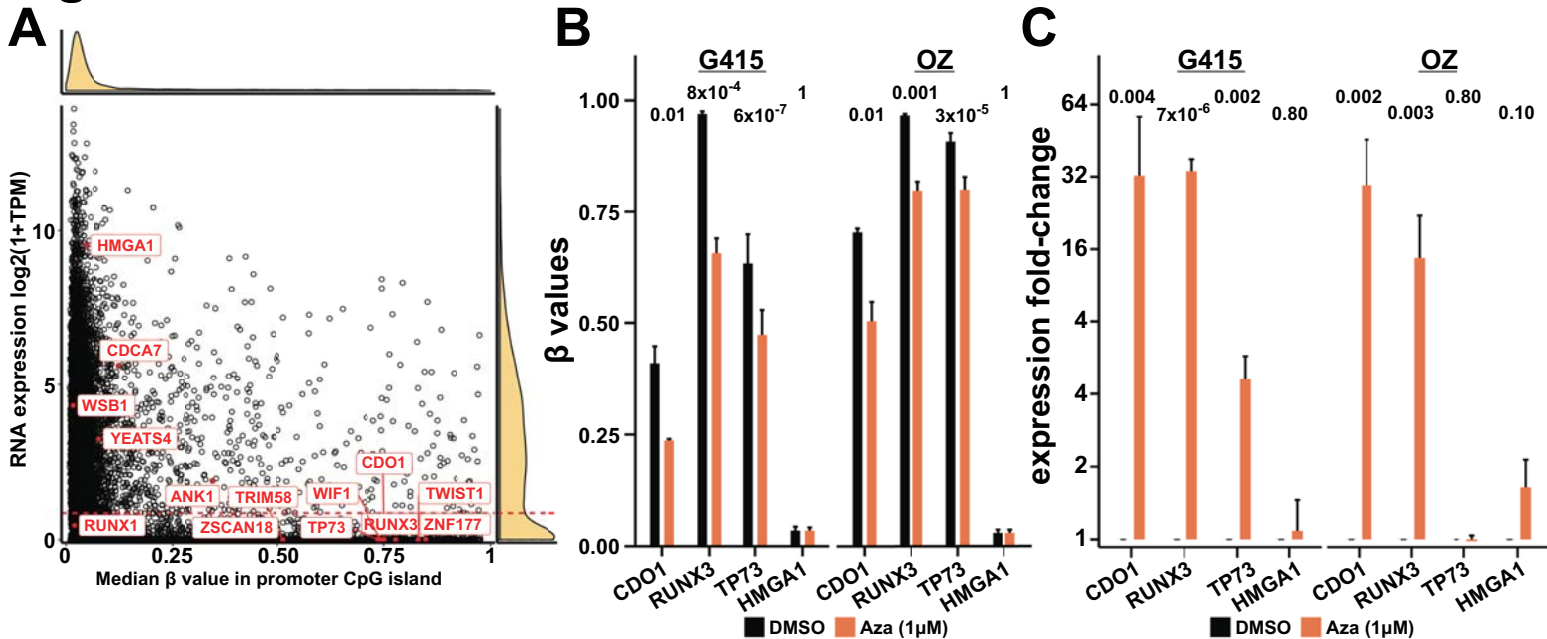 A
RNA expression log2(1+TPM)
10
5
0
HMGA1
CDCA7
WSB1
YEATS4
CDO1
ANK1
TRIM58
WIF1
TWIST1
RUNX1
ZSCAN18
TP73
RUNX3
ZNF177
0
0.25
0.50
0.75
1
Median β value in promoter CpG island
B
β values
1.00
0.75
0.50
0.25
0.00
G415
OZ
8x10-4
1
0.001
1
0.01
6x10-7
0.01
3x10-5
CDO1
RUNX3
TP73
HMGA1
CDO1
RUNX3
TP73
HMGA1
DMSO
Aza (1µM)
C
expression fold-change
64
32
16
4
4
2
1
G415
OZ
0.004
0.002
0.002
0.80
7x10-6
0.80
0.003
0.10
CDO1
RUNX3
TP73
HMGA1
CDO1
RUNX3
TP73
HMGA1
DMSO
Aza (1µM)